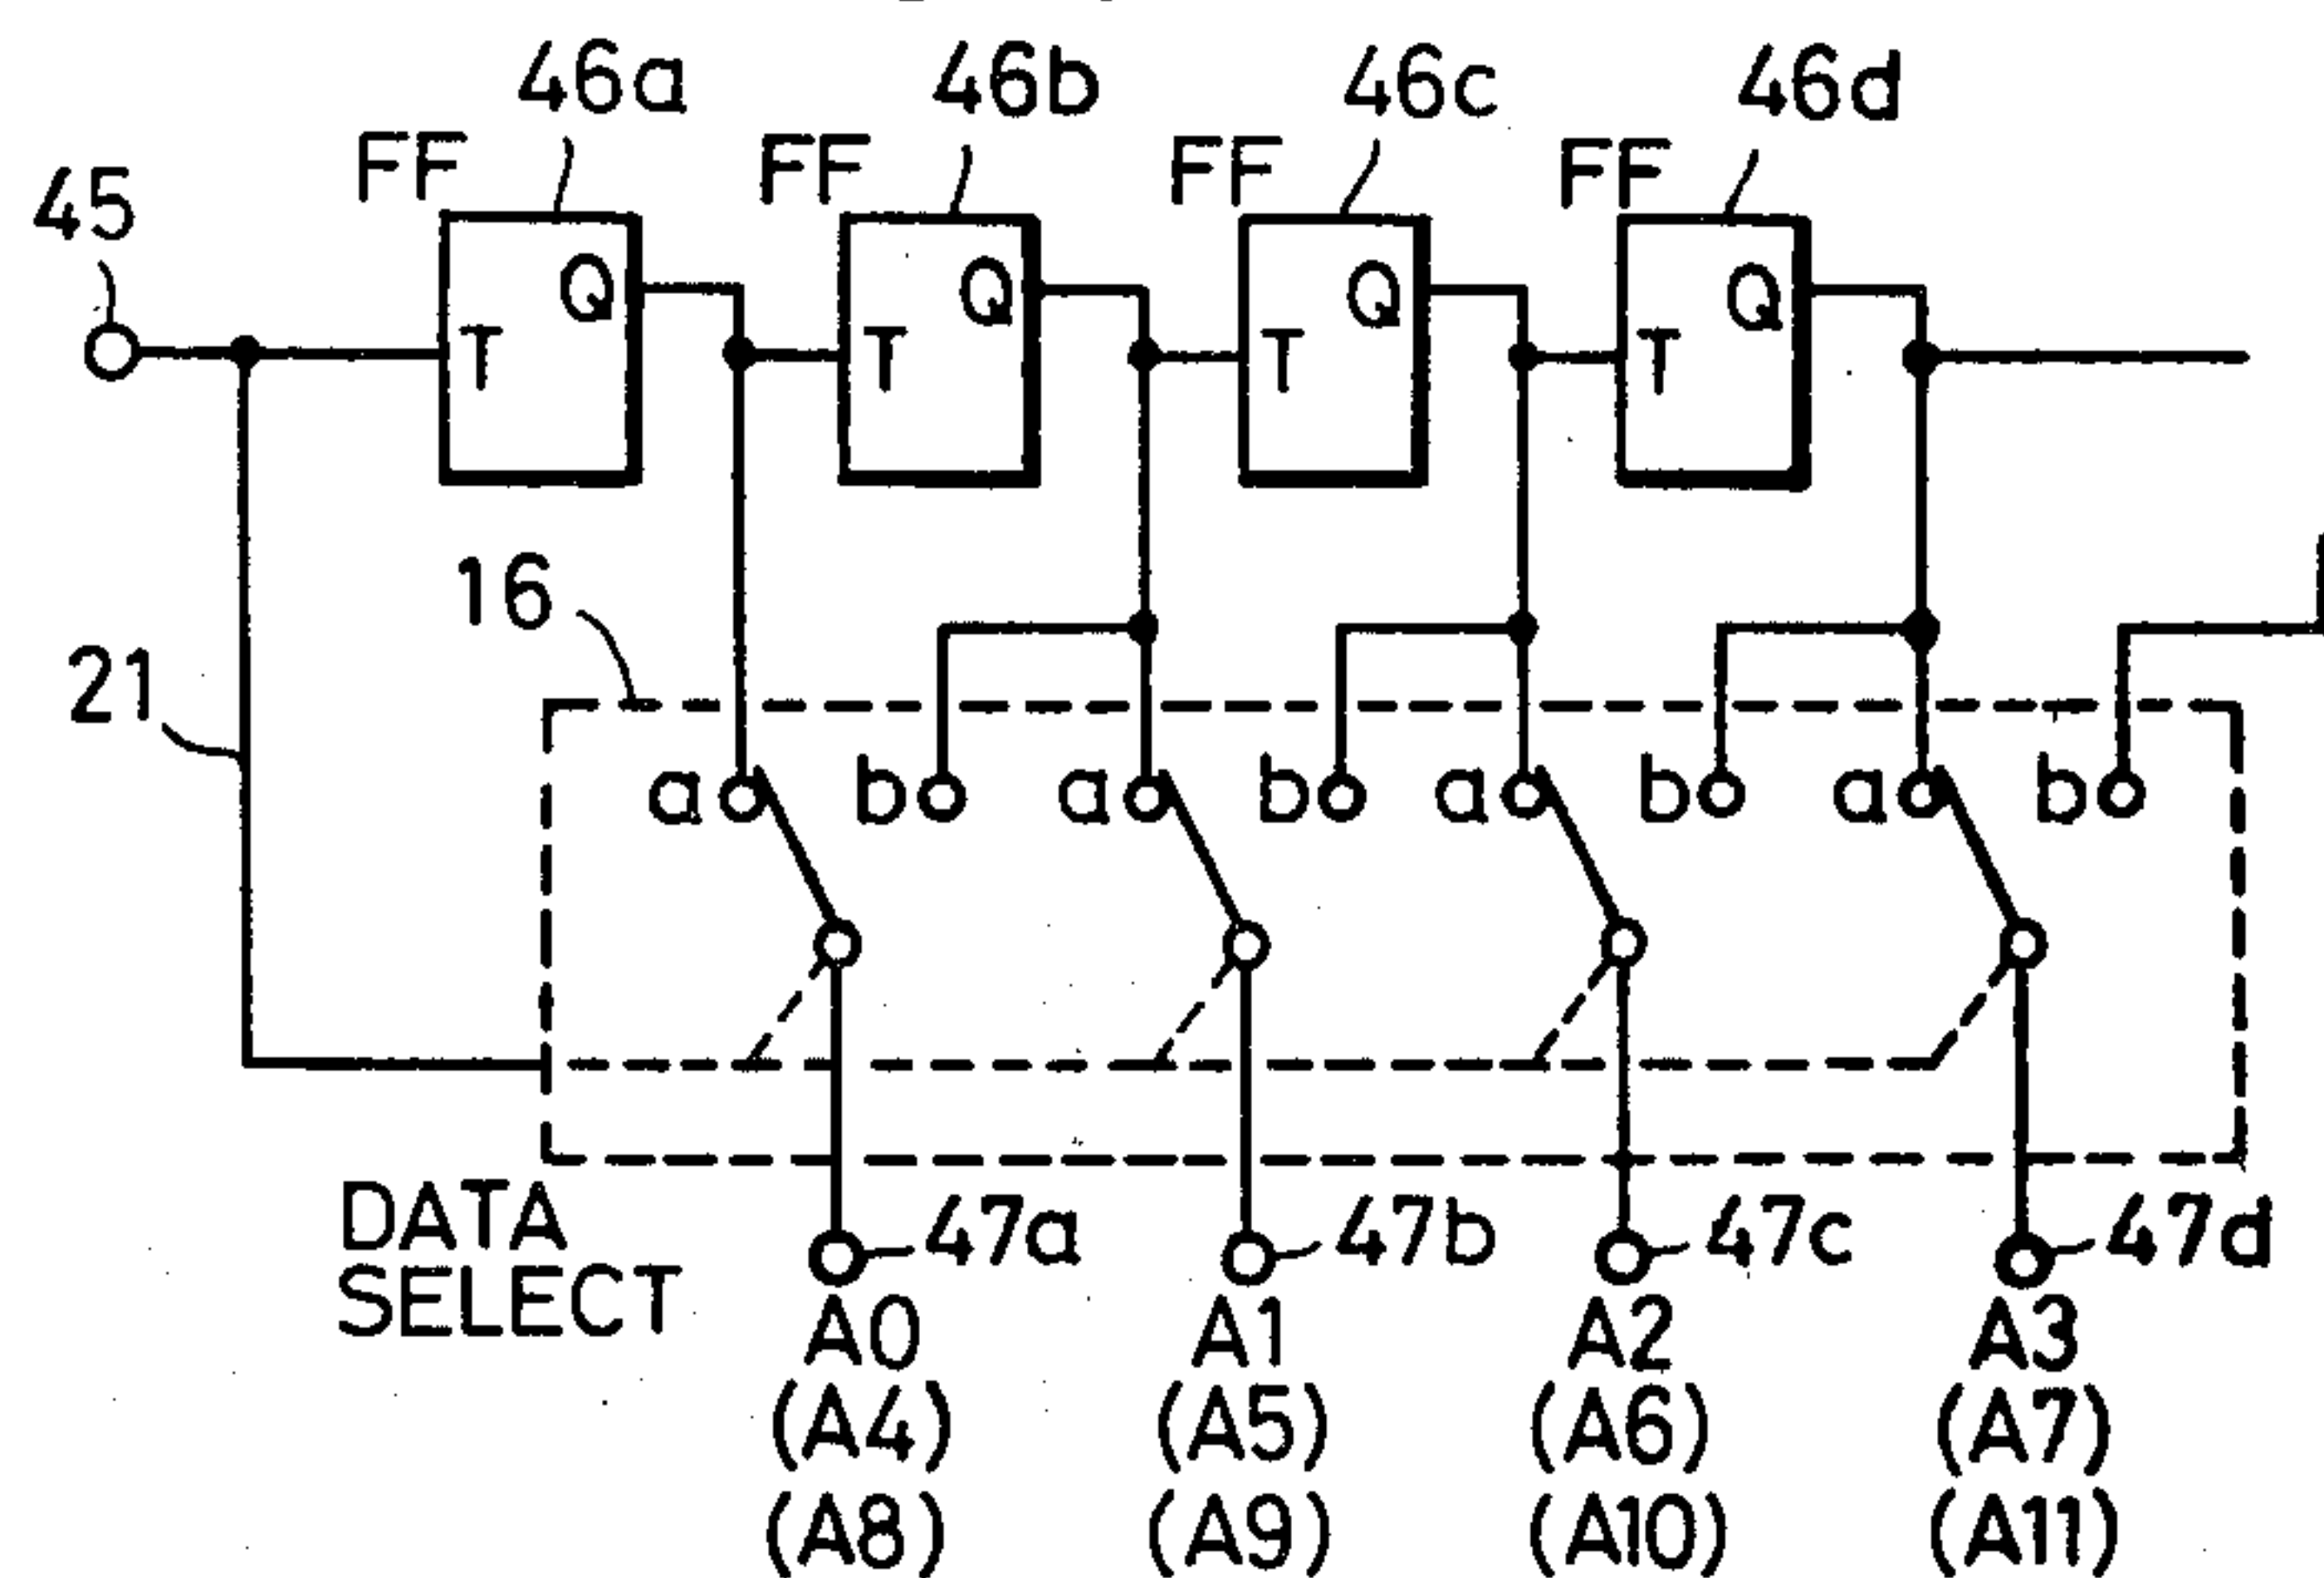 46a 46b 46c 46d
FF FF FF FF
45
Q Q Q Q
T T T T
16
21
a b a b a b a b
DATA
SELECT
47a 47b 47c 47d
A0 A1 A2 A3
(A4) (A5) (A6) (A7)
(A8) (A9) (A10) (A11)